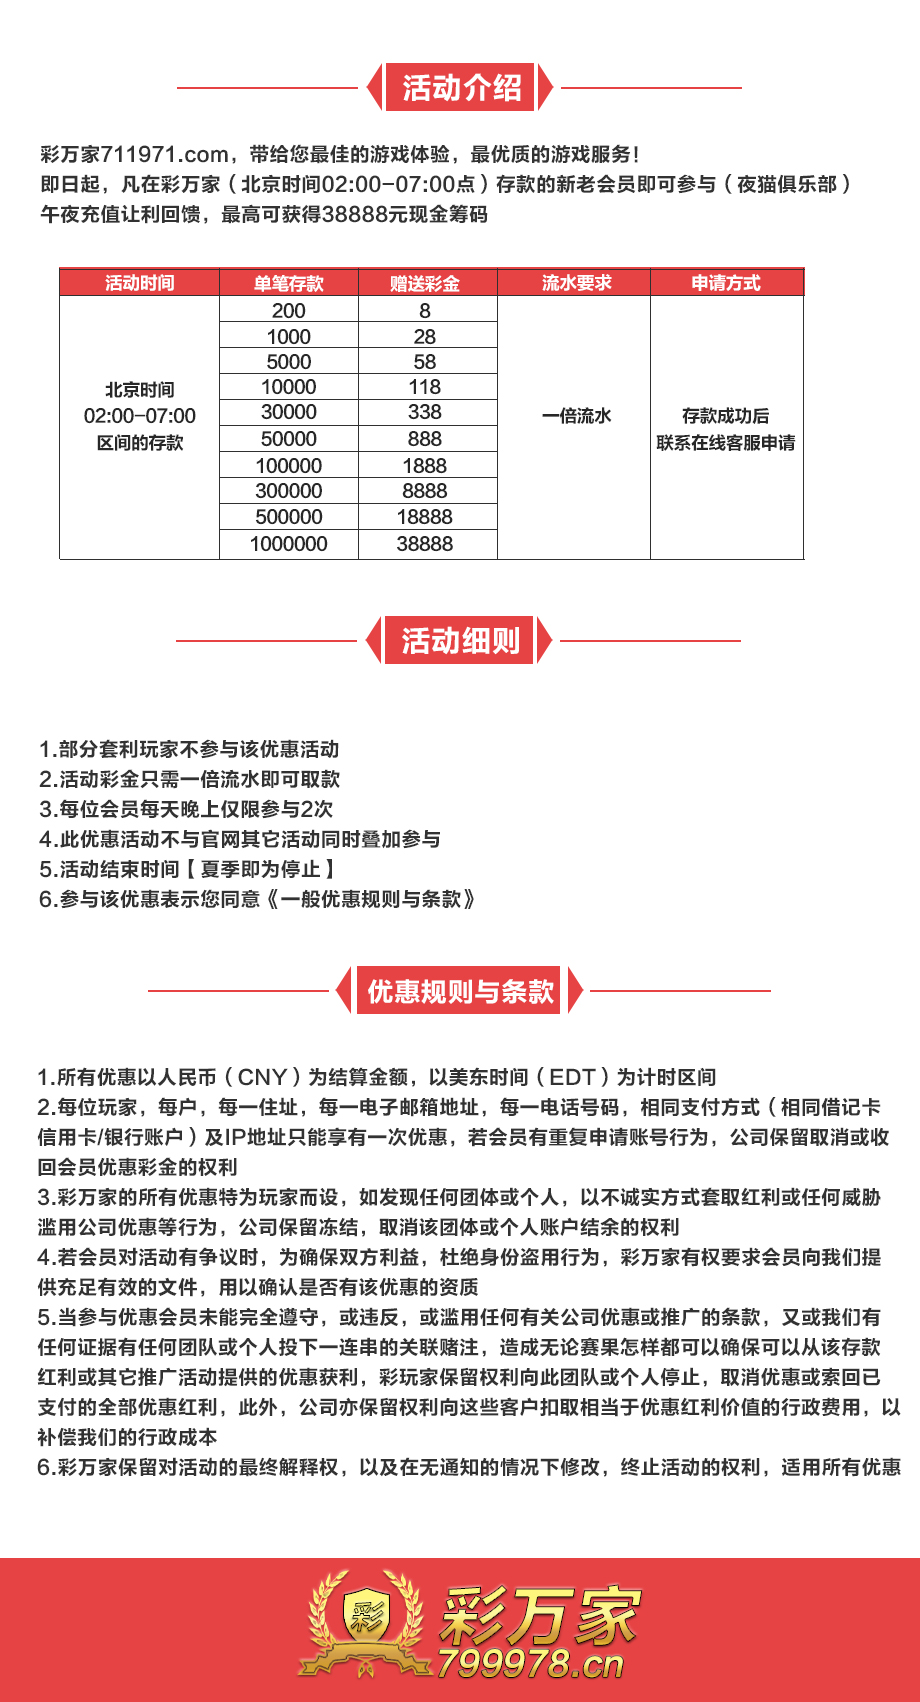 活动介绍
彩万家711971.com，带给您最佳的游戏体验，最优质的游戏服务！
即日起，凡在彩万家（北京时间02:00-07:00点）存款的新老会员即可参与（夜猫俱乐部）
午夜充值让利回馈，最高可获得38888元现金筹码
活动时间 单笔存款 赠送彩金 流水要求 申请方式
200 8
1000 28
5000 58
10000 118
30000 338
50000 888
100000 1888
300000 8888
500000 18888
1000000 38888
北京时间
02:00-07:00
区间的存款
一倍流水
存款成功后
联系在线客服申请
活动细则
1.部分套利玩家不参与该优惠活动
2.活动彩金只需一倍流水即可取款
3.每位会员每天晚上仅限参与2次
4.此优惠活动不与官网其它活动同时叠加参与
5.活动结束时间【夏季即为停止】
6.参与该优惠表示您同意《一般优惠规则与条款》
优惠规则与条款
1.所有优惠以人民币（CNY）为结算金额，以美东时间（EDT）为计时区间
2.每位玩家，每户，每一住址，每一电子邮箱地址，每一电话号码，相同支付方式（相同借记卡
信用卡/银行账户）及IP地址只能享有一次优惠，若会员有重复申请账号行为，公司保留取消或收
回会员优惠彩金的权利
3.彩万家的所有优惠特为玩家而设，如发现任何团体或个人，以不诚实方式套取红利或任何威胁
滥用公司优惠等行为，公司保留冻结，取消该团体或个人账户结余的权利
4.若会员对活动有争议时，为确保双方利益，杜绝身份盗用行为，彩万家有权要求会员向我们提
供充足有效的文件，用以确认是否有该优惠的资质
5.当参与优惠会员未能完全遵守，或违反，或滥用任何有关公司优惠或推广的条款，又或我们有
任何证据有任何团队或个人投下一连串的关联赌注，造成无论赛果怎样都可以确保可以从该存款
红利或其它推广活动提供的优惠获利，彩玩家保留权利向此团队或个人停止，取消优惠或索回已
支付的全部优惠红利，此外，公司亦保留权利向这些客户扣取相当于优惠红利价值的行政费用，以
补偿我们的行政成本
6.彩万家保留对活动的最终解释权，以及在无通知的情况下修改，终止活动的权利，适用所有优惠
彩
彩万家
799978.cn